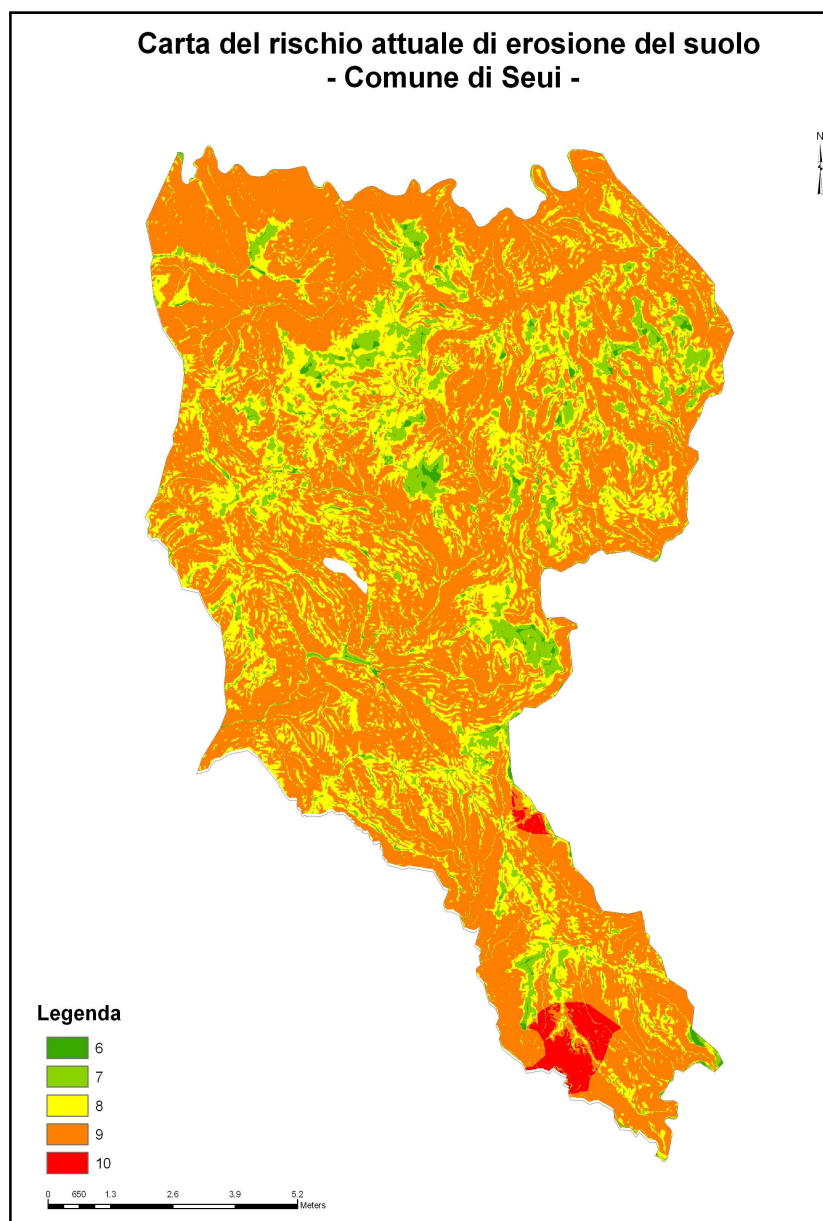 Carta del rischio attuale di erosione del suolo
- Comune di Seui -
N
Legenda
6
7
8
9
10
0 650 1.3 2.6 3.9 5.2
Meters